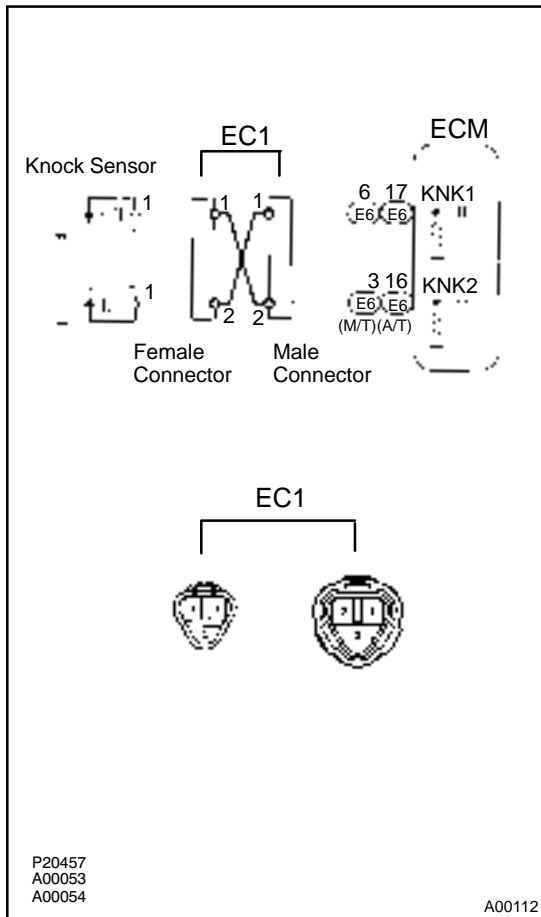 EC1
ECM
Knock Sensor
1
1 1
6 17 KNK1
E6 E6
1
2 2
3 16 KNK2
E6 E6
(M/T) (A/T)
Female Connector
Male Connector
EC1
2 1
3
P20457
A00053
A00054
A00112